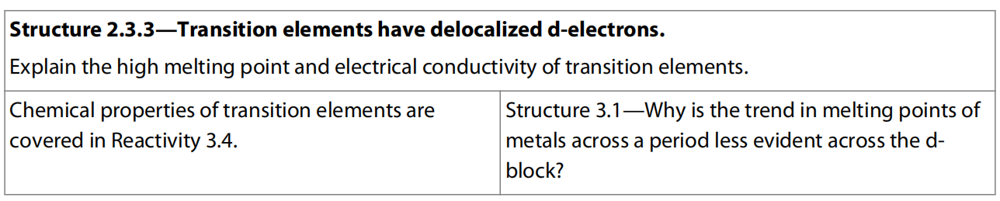 Structure 2.3.3—Transition elements have delocalized d-electrons.
Explain the high melting point and electrical conductivity of transition elements.
Chemical properties of transition elements are
covered in Reactivity 3.4.
Structure 3.1—Why is the trend in melting points of
metals across a period less evident across the d-
block?